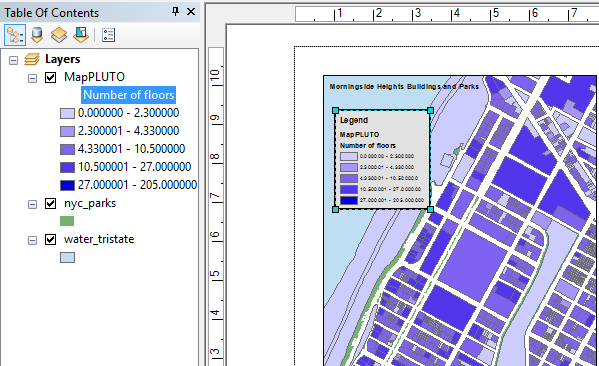 Table Of Contents
Layers
MapPLUTO
Number of floors
0.000000 - 2.300000
2.300001 - 4.330000
4.330001 - 10.500000
10.500001 - 27.000000
27.000001 - 205.000000
nyc_parks
water_tristate
1 2 3 4 5 6 7
10
9
8
7
6
5
4
3
Morningside Heights Buildings and Parks
Legend
MapPLUTO
Number of floors
0.000000 - 2.300000
2.300001 - 4.330000
4.330001 - 10.500000
10.500001 - 27.000000
27.000001 - 205.000000